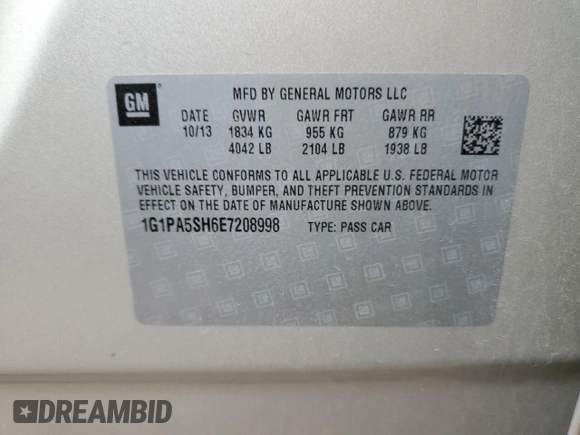 GM
MFD BY GENERAL MOTORS LLC
DATE GVWR GAWR FRT GAWR RR
10/13 1834 KG 955 KG 879 KG
4042 LB 2104 LB 1938 LB
THIS VEHICLE CONFORMS TO ALL APPLICABLE U.S. FEDERAL MOTOR
VEHICLE SAFETY, BUMPER, AND THEFT PREVENTION STANDARDS IN
EFFECT ON THE DATE OF MANUFACTURE SHOWN ABOVE.
1G1PA5SH6E7208998 TYPE: PASS CAR
DREAMBID